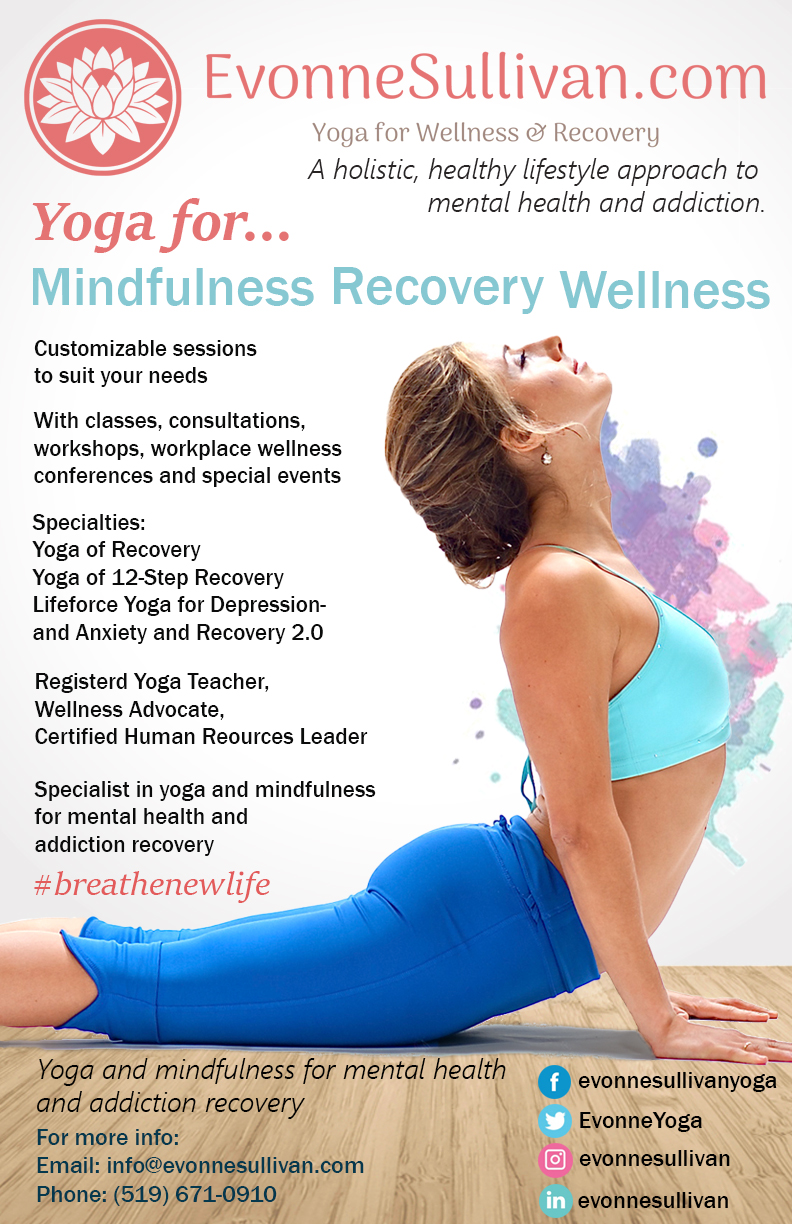 EvonneSullivan.com
Yoga for Wellness & Recovery
A holistic, healthy lifestyle approach to
mental health and addiction.
Yoga for...
Mindfulness Recovery Wellness
Customizable sessions
to suit your needs
With classes, consultations,
workshops, workplace wellness
conferences and special events
Specialties:
Yoga of Recovery
Yoga of 12-Step Recovery
Lifeforce Yoga for Depression-
and Anxiety and Recovery 2.0
Registerd Yoga Teacher,
Wellness Advocate,
Certified Human Reources Leader
Specialist in yoga and mindfulness
for mental health and
addiction recovery
#breathenewlife
Yoga and mindfulness for mental health
and addiction recovery
For more info:
Email: info@evonnesullivan.com
Phone: (519) 671-0910
evonnesullivanyoga
EvonneYoga
evonnesullivan
evonnesullivan